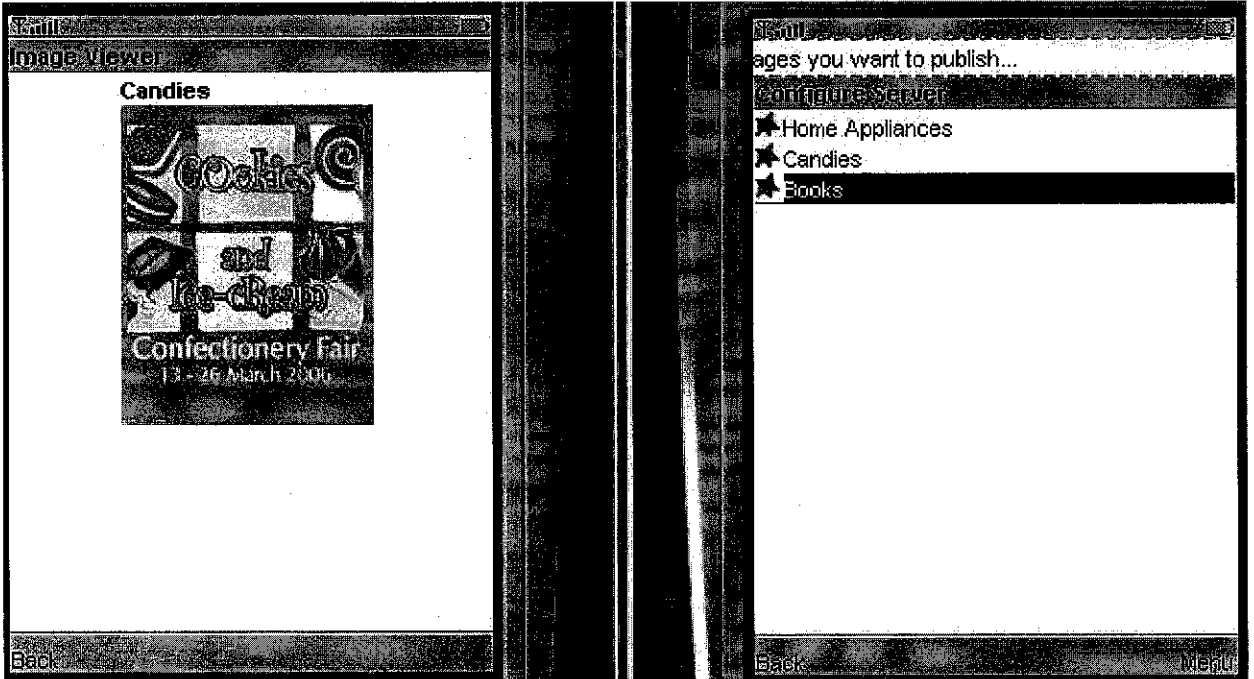 Image Viewer
Candies
COokies
and
Ice-cReam
Confectionery Fair
13 - 26 March 2006
Back
ages you want to publish...
Configure Server
Home Appliances
Candies
Books
Back
Menu